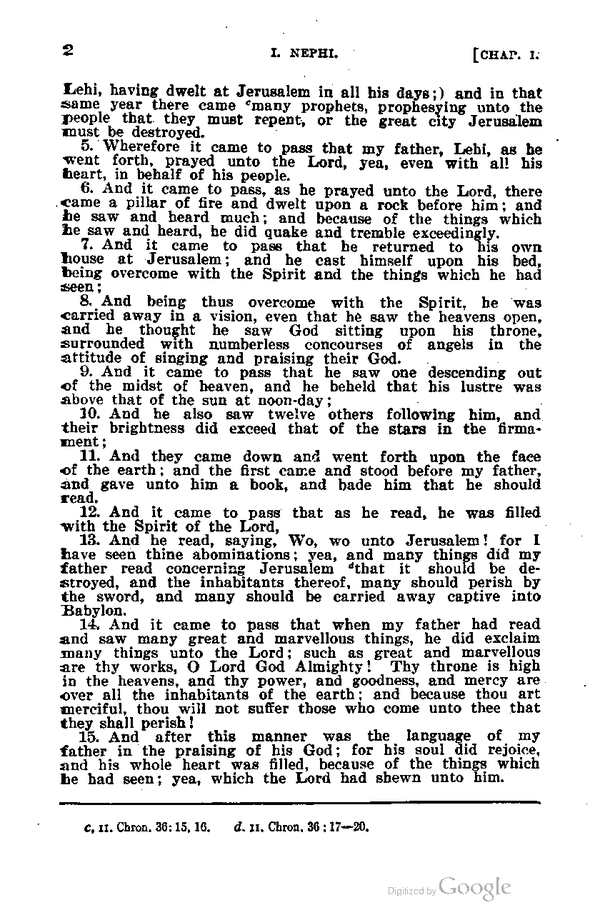 2 I. NEPHI. [CHAP. I.
Lehi, having dwelt at Jerusalem in all his days;) and in that
same year there came cmany prophets, prophesying unto the
people that they must repent, or the great city Jerusalem
must be destroyed.
5. Wherefore it came to pass that my father, Lehi, as he
went forth, prayed unto the Lord, yea, even with all his
heart, in behalf of his people.
6. And it came to pass, as he prayed unto the Lord, there
came a pillar of fire and dwelt upon a rock before him; and
he saw and heard much; and because of the things which
he saw and heard, he did quake and tremble exceedingly.
7. And it came to pass that he returned to his own
house at Jerusalem; and he cast himself upon his bed,
being overcome with the Spirit and the things which he had
seen;
8. And being thus overcome with the Spirit, he was
carried away in a vision, even that he saw the heavens open,
and he thought he saw God sitting upon his throne,
surrounded with numberless concourses of angels in the
attitude of singing and praising their God.
9. And it came to pass that he saw one descending out
of the midst of heaven, and he beheld that his lustre was
above that of the sun at noon-day;
10. And he also saw twelve others following him, and
their brightness did exceed that of the stars in the firma-
ment;
11. And they came down and went forth upon the face
of the earth; and the first came and stood before my father,
and gave unto him a book, and bade him that he should
read.
12. And it came to pass that as he read, he was filled
with the Spirit of the Lord,
13. And he read, saying, Wo, wo unto Jerusalem! for I
have seen thine abominations; yea, and many things did my
father read concerning Jerusalem dthat it should be de-
stroyed, and the inhabitants thereof, many should perish by
the sword, and many should be carried away captive into
Babylon.
14. And it came to pass that when my father had read
and saw many great and marvellous things, he did exclaim
many things unto the Lord; such as great and marvellous
are thy works, O Lord God Almighty! Thy throne is high
in the heavens, and thy power, and goodness, and mercy are
over all the inhabitants of the earth; and because thou art
merciful, thou will not suffer those who come unto thee that
they shall perish!
15. And after this manner was the language of my
father in the praising of his God; for his soul did rejoice,
and his whole heart was filled, because of the things which
he had seen; yea, which the Lord had shewn unto him.
c, II. Chron. 36:15, 16. d. II. Chron. 36:17—20.
Digitized by Google